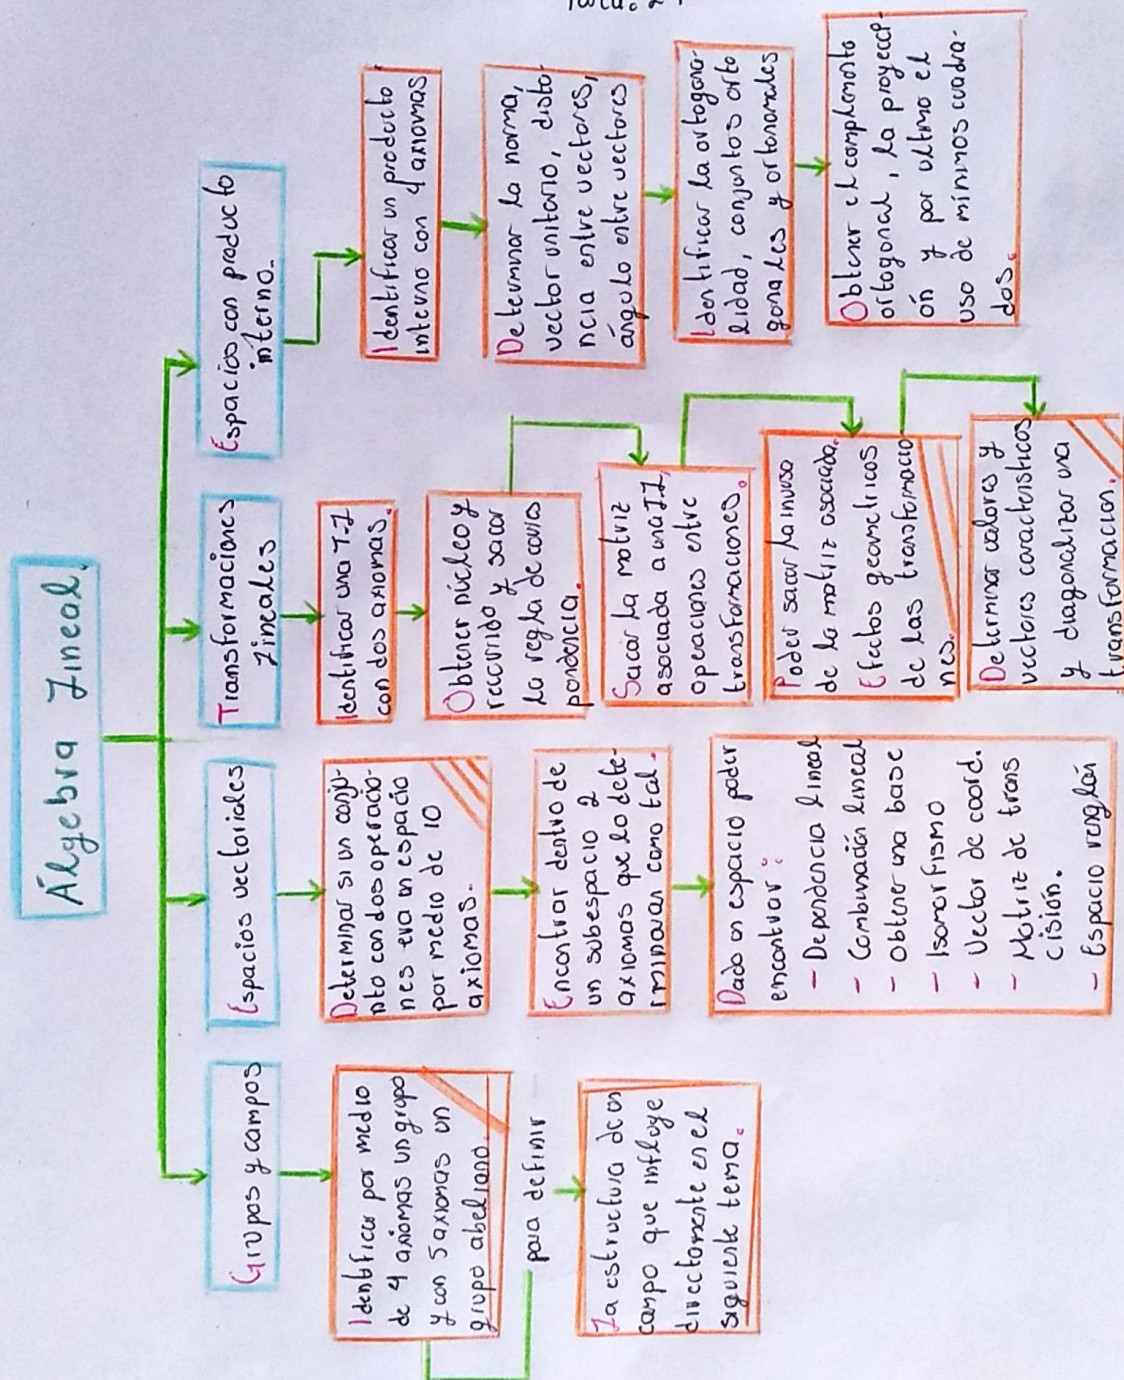 Álgebra Lineal.
Grupos y campos
Identificar por medio
de 4 axiomas un grupo
y con 5 axiomas un
grupo abeliano.
para definir
La estructura de un
campo que influye
directamente en el
siguiente tema.
Espacios vectoriales
Determinar si un conju-
nto con dos operacio-
nes era un espacio
por medio de 10
axiomas.
Encontrar dentro de
un subespacio 2
axiomas que lo dete-
rminavan como tal.
Dado un espacio poder
encontrar:
- Dependencia lineal
- Combinación lineal
- Obtener una base
- Isomorfismo
- Vector de coord.
- Matriz de trans
cisión.
- Espacio renglón
Transformaciones
Lineales
Identificar una T.L
con dos axiomas.
Obtener núcleo y
recorrido y sacar
la regla de corres
pondencia.
Sacar la matriz
asociada a una T.L,
operaciones entre
transformaciones.
Poder sacar la inversa
de la matriz asociada.
Efectos geométricos
de las transformacio
nes.
Determinar valores y
vectores característicos
y diagonalizar una
transformación.
Espacios con producto
interno.
Identificar un producto
interno con 4 axiomas
Determinar la norma,
vector unitario, dista-
ncia entre vectores,
ángulo entre vectores
Identificar la ortogona-
lidad, conjuntos orto
gonales y ortonormales
Obtener el complemento
ortogonal, la proyecci-
ón y por ultimo el
uso de mínimos cuadra-
dos.